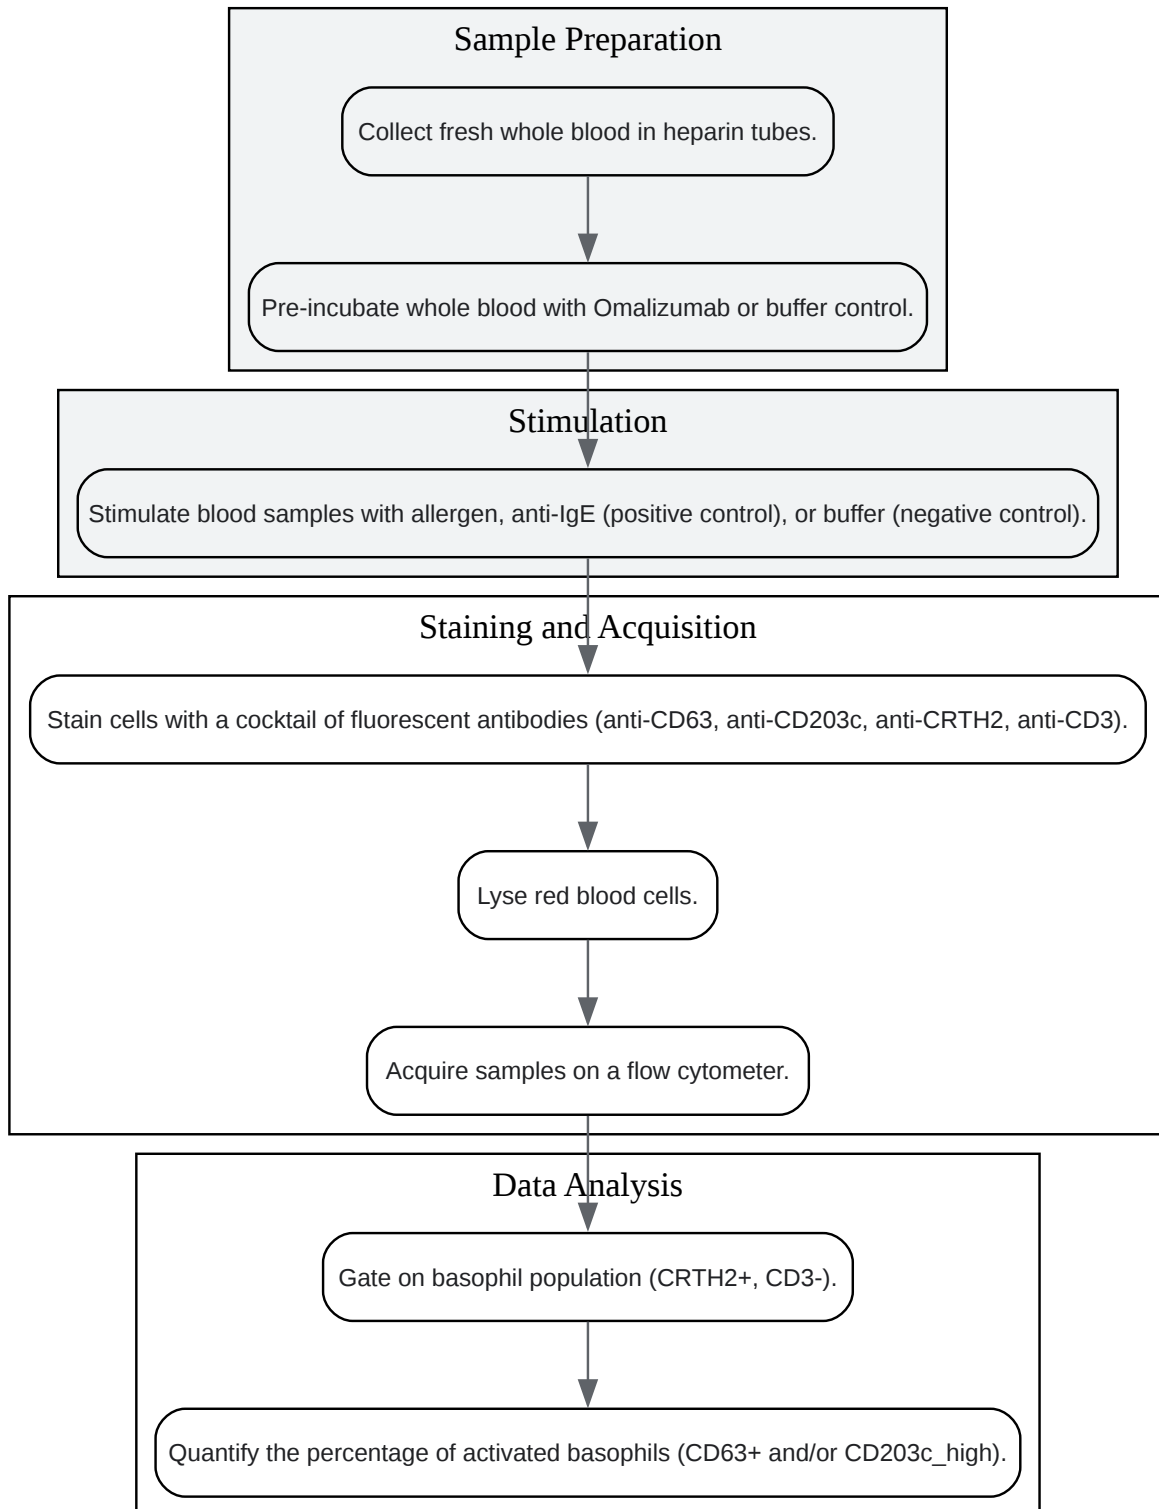 Sample Preparation
Collect fresh whole blood in heparin tubes.
Pre-incubate whole blood with Omalizumab or buffer control.
Stimulation
Stimulate blood samples with allergen, anti-IgE (positive control), or buffer (negative control).
Staining and Acquisition
Stain cells with a cocktail of fluorescent antibodies (anti-CD63, anti-CD203c, anti-CRTH2, anti-CD3).
Lyse red blood cells.
Acquire samples on a flow cytometer.
Data Analysis
Gate on basophil population (CRTH2+, CD3-).
Quantify the percentage of activated basophils (CD63+ and/or CD203c_high).